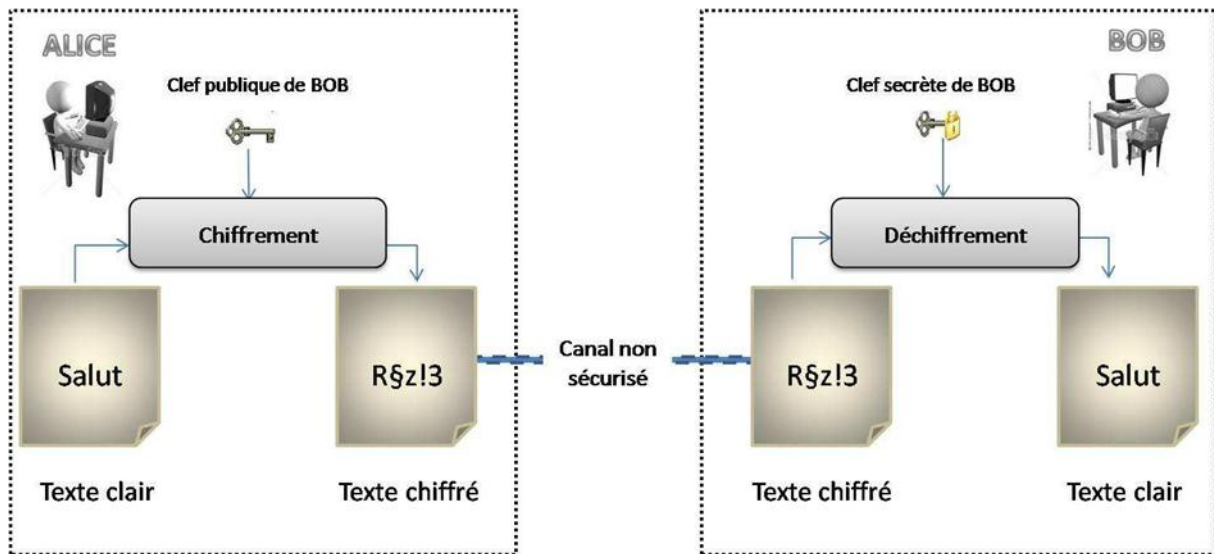 ALICE
Clef publique de BOB
Chiffrement
Salut
R§z!3
Texte clair
Texte chiffré
Canal non
sécurisé
BOB
Clef secrète de BOB
Déchiffrement
R§z!3
Salut
Texte chiffré
Texte clair